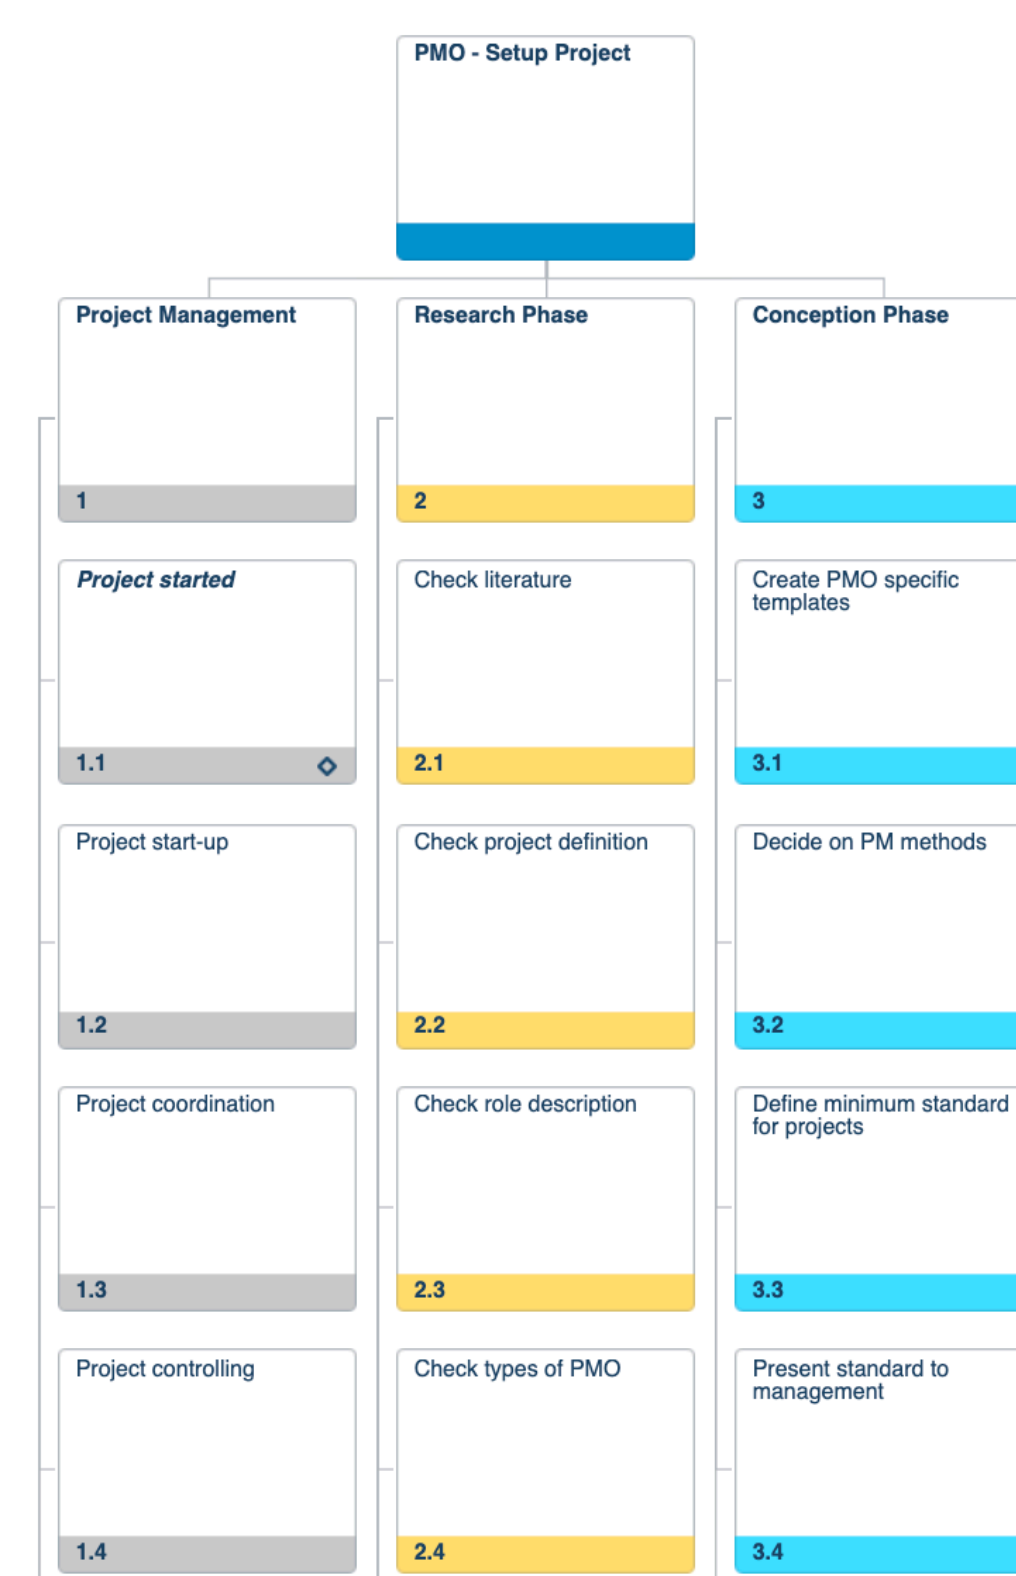 PMO - Setup Project
Project Management
1
Research Phase
2
Conception Phase
3
Project started
1.1
Check literature
2.1
Create PMO specific
templates
3.1
Project start-up
1.2
Check project definition
2.2
Decide on PM methods
3.2
Project coordination
1.3
Check role description
2.3
Define minimum standard
for projects
3.3
Project controlling
1.4
Check types of PMO
2.4
Present standard to
management
3.4